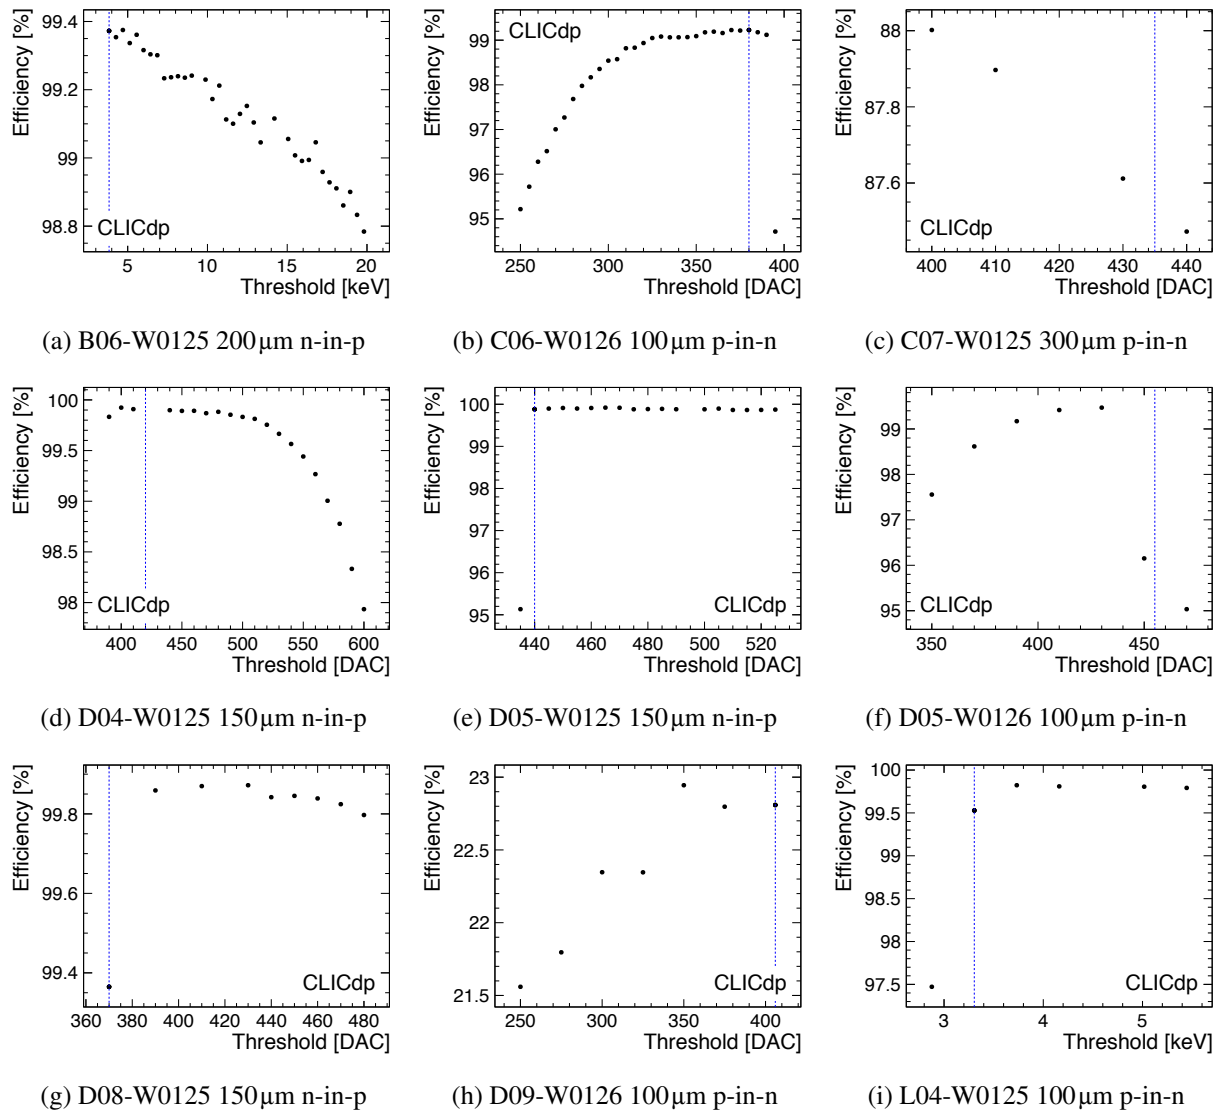 Efficiency [%]
99.4
99.2
99
98.8
CLICdp
5 10 15 20
Threshold [keV]
(a) B06-W0125 200 μm n-in-p
Efficiency [%]
CLICdp
99
98
97
96
95
250 300 350 400
Threshold [DAC]
(b) C06-W0126 100 μm p-in-n
Efficiency [%]
88
87.8
87.6
CLICdp
400 410 420 430 440
Threshold [DAC]
(c) C07-W0125 300 μm p-in-n
Efficiency [%]
100
99.5
99
98.5
98
CLICdp
400 450 500 550 600
Threshold [DAC]
(d) D04-W0125 150 μm n-in-p
Efficiency [%]
100
99
98
97
96
95
CLICdp
440 460 480 500 520
Threshold [DAC]
(e) D05-W0125 150 μm n-in-p
Efficiency [%]
99
98
97
96
95
CLICdp
350 400 450
Threshold [DAC]
(f) D05-W0126 100 μm p-in-n
Efficiency [%]
99.8
99.6
99.4
CLICdp
360 380 400 420 440 460 480
Threshold [DAC]
(g) D08-W0125 150 μm n-in-p
Efficiency [%]
23
22.5
22
21.5
CLICdp
250 300 350 400
Threshold [DAC]
(h) D09-W0126 100 μm p-in-n
Efficiency [%]
100
99.5
99
98.5
98
97.5
CLICdp
3 4 5
Threshold [keV]
(i) L04-W0125 100 μm p-in-n